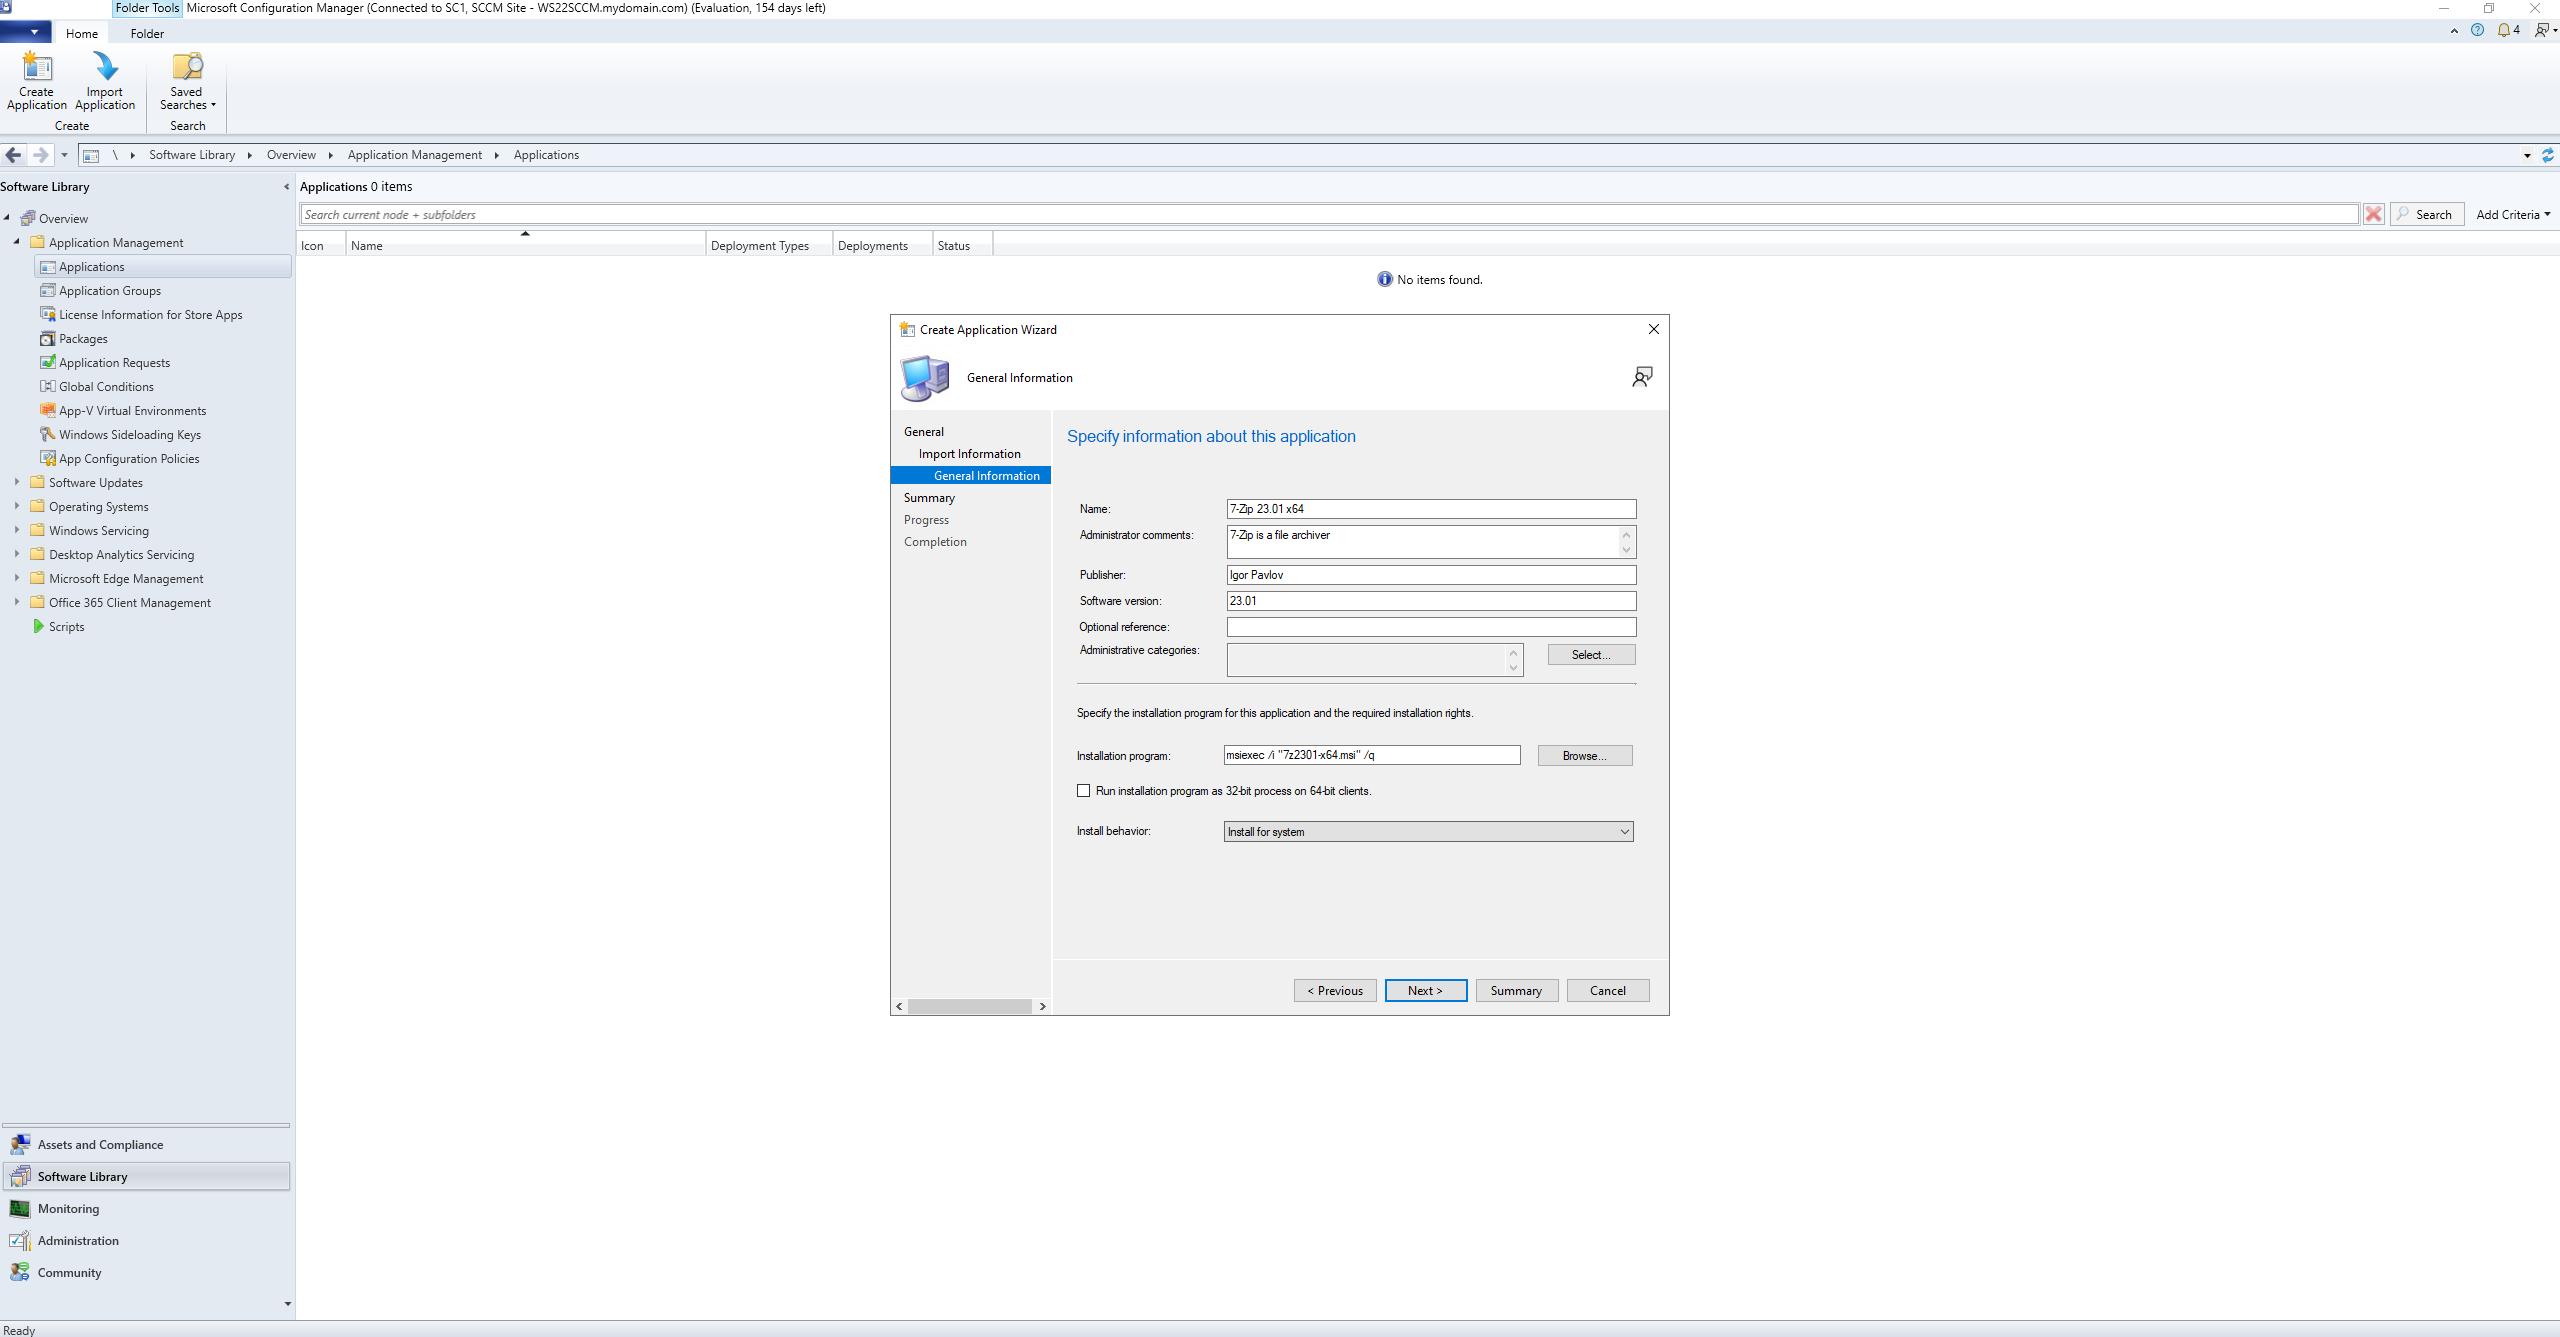 Folder Tools Microsoft Configuration Manager (Connected to SC1, SCCM Site - WS22SCCM.mydomain.com) (Evaluation, 154 days left)
Home Folder
4
Create Application
Import Application
Saved Searches
Create
Search
\ Software Library Overview Application Management Applications
Software Library
Overview
Application Management
Applications
Application Groups
License Information for Store Apps
Packages
Application Requests
Global Conditions
App-V Virtual Environments
Windows Sideloading Keys
App Configuration Policies
Software Updates
Operating Systems
Windows Servicing
Desktop Analytics Servicing
Microsoft Edge Management
Office 365 Client Management
Scripts
Assets and Compliance
Software Library
Monitoring
Administration
Community
Applications 0 items
Search current node + subfolders
Search Add Criteria
Icon Name Deployment Types Deployments Status
No items found.
Create Application Wizard
General Information
General
Import Information
General Information
Summary
Progress
Completion
Specify information about this application
Name: 7-Zip 23.01 x64
Administrator comments: 7-Zip is a file archiver
Publisher: Igor Pavlov
Software version: 23.01
Optional reference:
Administrative categories: Select...
Specify the installation program for this application and the required installation rights.
Installation program: msiexec /i "7z2301-x64.msi" /q Browse...
Run installation program as 32-bit process on 64-bit clients.
Install behavior: Install for system
< Previous Next > Summary Cancel
Ready